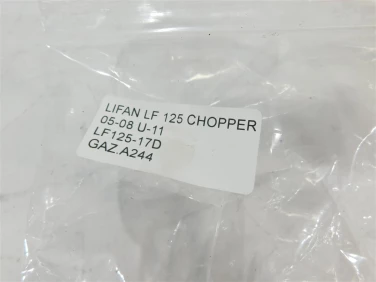 LIFAN LF 125 CHOPPER
05-08 U-11
LF125-17D
GAZ.A244